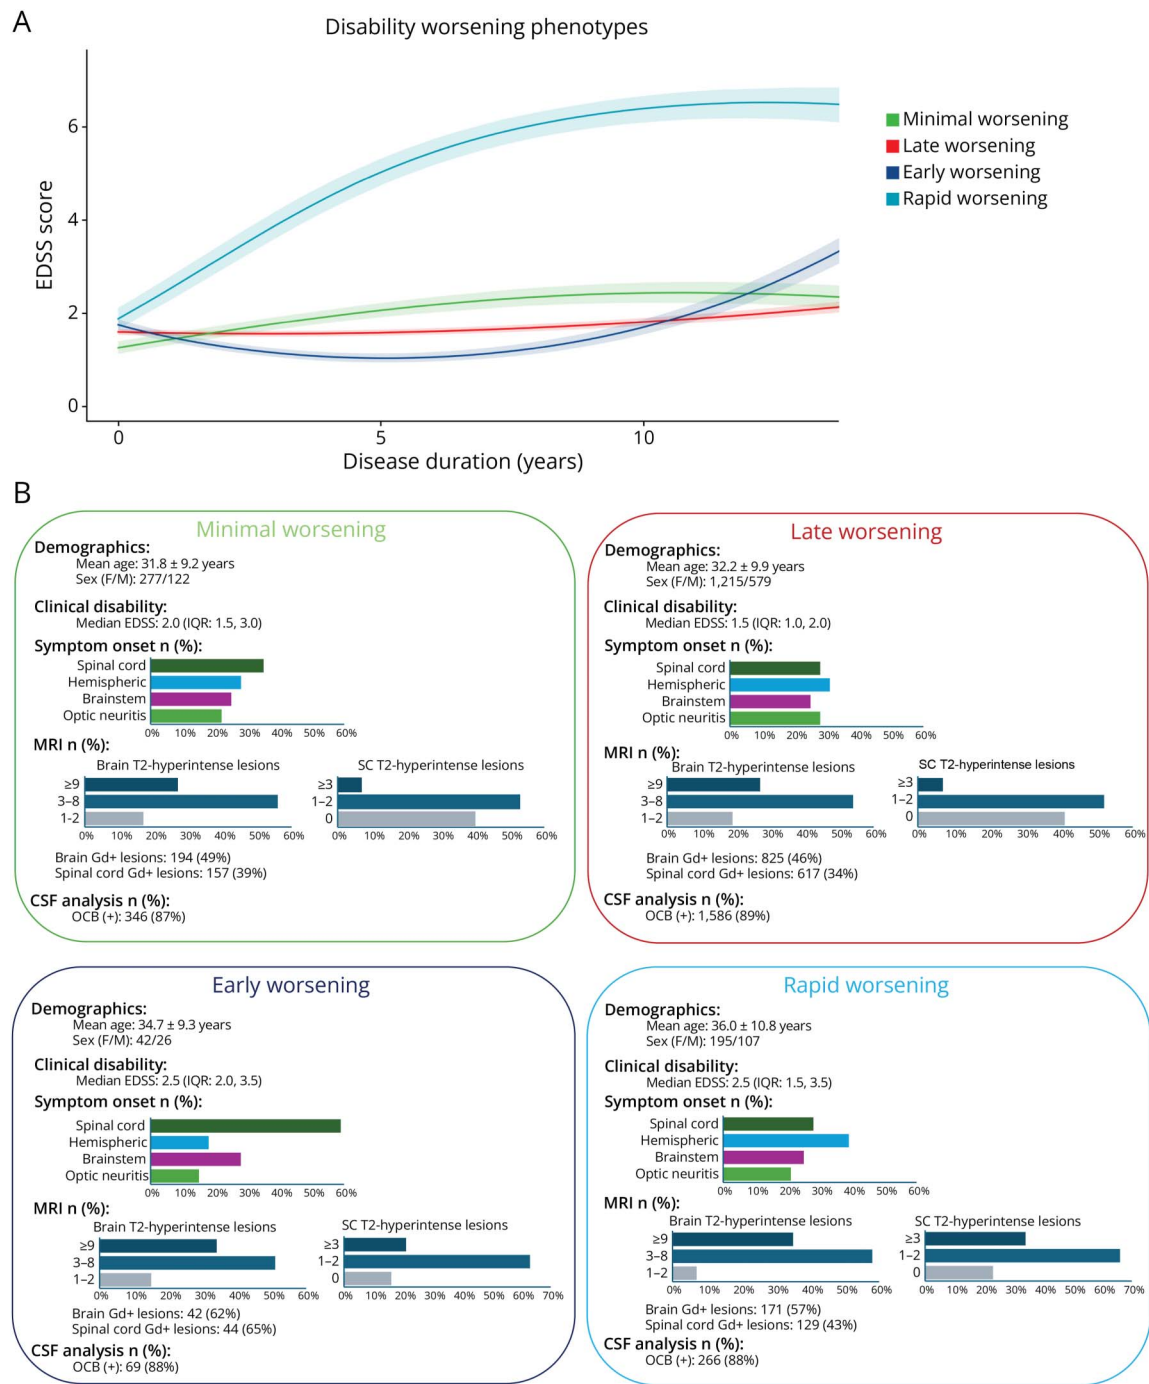 A
Disability worsening phenotypes
EDSS score
6
4
2
0
0 5 10
Disease duration (years)
Minimal worsening
Late worsening
Early worsening
Rapid worsening
B
Minimal worsening
Demographics:
Mean age: 31.8 ± 9.2 years
Sex (F/M): 277/122
Clinical disability:
Median EDSS: 2.0 (IQR: 1.5, 3.0)
Symptom onset n (%):
Spinal cord
Hemispheric
Brainstem
Optic neuritis
0% 10% 20% 30% 40% 50% 60%
MRI n (%):
Brain T2-hyperintense lesions
≥9
3–8
1–2
0% 10% 20% 30% 40% 50% 60%
SC T2-hyperintense lesions
≥3
1–2
0
0% 10% 20% 30% 40% 50% 60%
Brain Gd+ lesions: 194 (49%)
Spinal cord Gd+ lesions: 157 (39%)
CSF analysis n (%):
OCB (+): 346 (87%)
Late worsening
Demographics:
Mean age: 32.2 ± 9.9 years
Sex (F/M): 1,215/579
Clinical disability:
Median EDSS: 1.5 (IQR: 1.0, 2.0)
Symptom onset n (%):
Spinal cord
Hemispheric
Brainstem
Optic neuritis
0% 10% 20% 30% 40% 50% 60%
MRI n (%):
Brain T2-hyperintense lesions
≥9
3–8
1–2
0% 10% 20% 30% 40% 50% 60%
SC T2-hyperintense lesions
≥3
1–2
0
0% 10% 20% 30% 40% 50% 60%
Brain Gd+ lesions: 825 (46%)
Spinal cord Gd+ lesions: 617 (34%)
CSF analysis n (%):
OCB (+): 1,586 (89%)
Early worsening
Demographics:
Mean age: 34.7 ± 9.3 years
Sex (F/M): 42/26
Clinical disability:
Median EDSS: 2.5 (IQR: 2.0, 3.5)
Symptom onset n (%):
Spinal cord
Hemispheric
Brainstem
Optic neuritis
0% 10% 20% 30% 40% 50% 60%
MRI n (%):
Brain T2-hyperintense lesions
≥9
3–8
1–2
0% 10% 20% 30% 40% 50% 60%
SC T2-hyperintense lesions
≥3
1–2
0
0% 10% 20% 30% 40% 50% 60% 70%
Brain Gd+ lesions: 42 (62%)
Spinal cord Gd+ lesions: 44 (65%)
CSF analysis n (%):
OCB (+): 69 (88%)
Rapid worsening
Demographics:
Mean age: 36.0 ± 10.8 years
Sex (F/M): 195/107
Clinical disability:
Median EDSS: 2.5 (IQR: 1.5, 3.5)
Symptom onset n (%):
Spinal cord
Hemispheric
Brainstem
Optic neuritis
0% 10% 20% 30% 40% 50% 60%
MRI n (%):
Brain T2-hyperintense lesions
≥9
3–8
1–2
0% 10% 20% 30% 40% 50% 60%
SC T2-hyperintense lesions
≥3
1–2
0
0% 10% 20% 30% 40% 50% 60% 70%
Brain Gd+ lesions: 171 (57%)
Spinal cord Gd+ lesions: 129 (43%)
CSF analysis n (%):
OCB (+): 266 (88%)